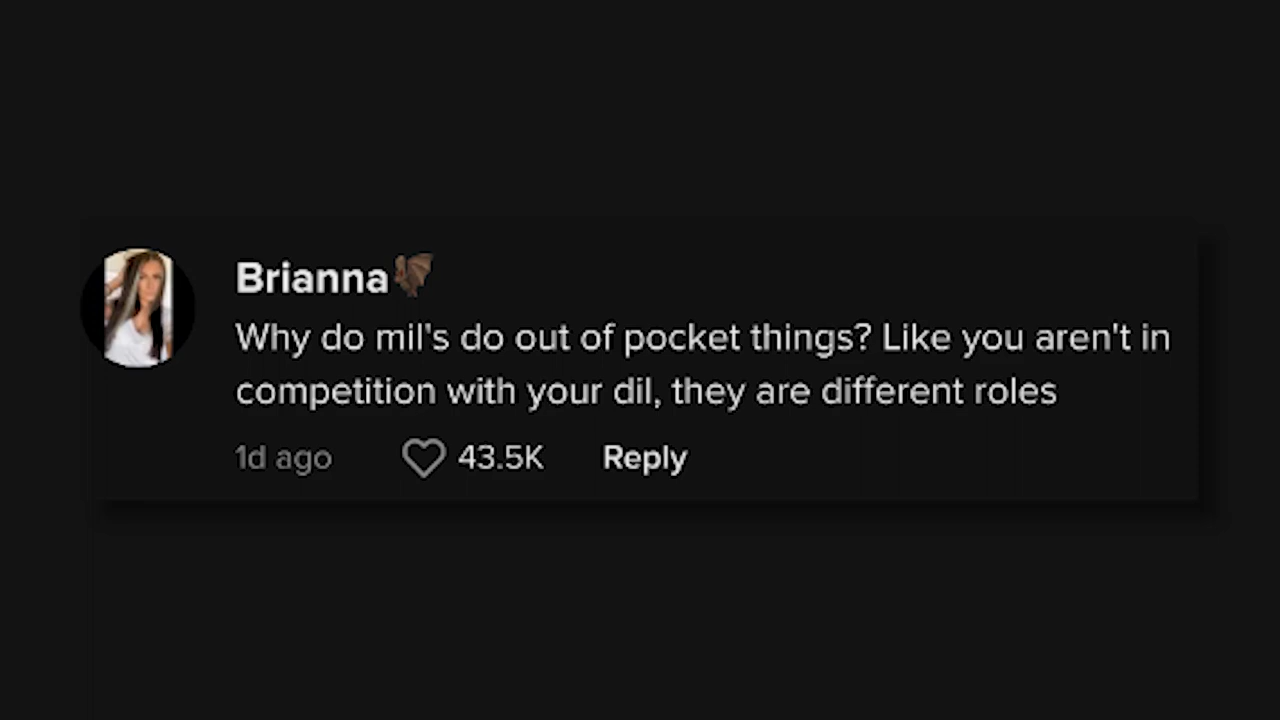 Brianna🦇
Why do mil's do out of pocket things? Like you aren't in
competition with your dil, they are different roles
1d ago 43.5K Reply